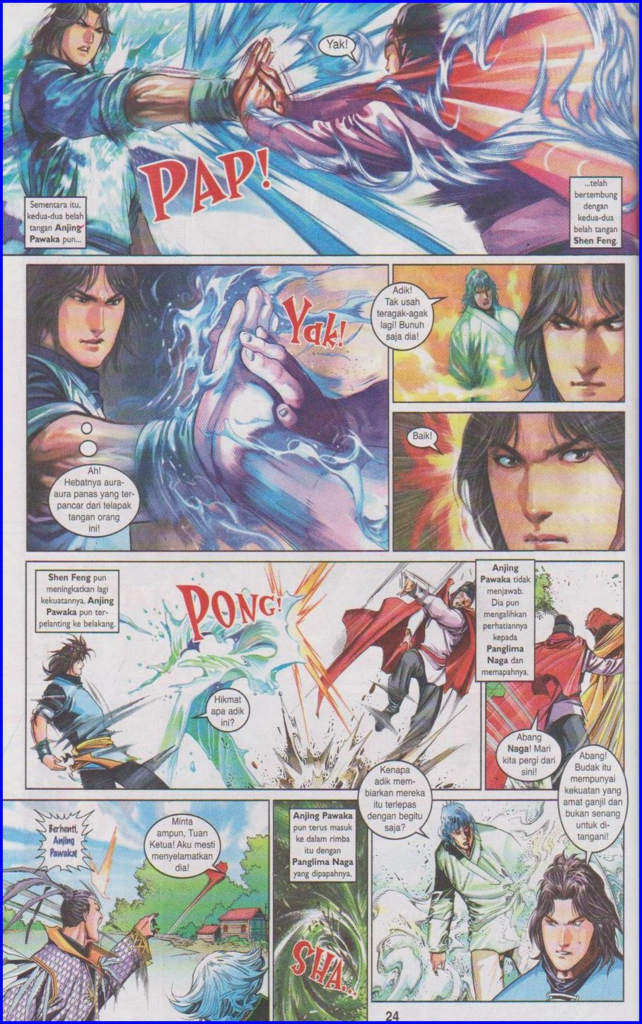 Yak!
PAP!
Sementara itu,
kedua-dua belah
tangan Anjing
Pawaka pun...
...telah
bertembung
dengan
kedua-dua
belah tangan
Shen Feng.
Yak!
Ah!
Hebatnya aura-
aura panas yang ter-
pancar dari telapak
tangan orang
ini!
Adik!
Tak usah
teragak-agak
lagi! Bunuh
saja dia!
Baik!
Shen Feng pun
meningkatkan lagi
kekuatannya. Anjing
Pawaka pun ter-
pelanting ke belakang.
PONG!
Hikmat
apa adik
ini?
Anjing
Pawaka tidak
menjawab.
Dia pun
mengalihkan
perhatiannya
kepada
Panglima
Naga dan
memapahnya.
Abang
Naga! Mari
kita pergi dari
sini!
Berhenti,
Anjing
Pawaka!
Minta
ampun, Tuan
Ketua! Aku mesti
menyelamatkan
dia!
Anjing Pawaka
pun terus masuk
ke dalam rimba
itu dengan
Panglima Naga
yang dipapahnya.
SHA...
Kenapa
adik mem-
biarkan mereka
itu terlepas
dengan begitu
saja?
Abang!
Budak itu
mempunyai
kekuatan yang
amat ganjil dan
bukan senang
untuk di-
tangani!
24